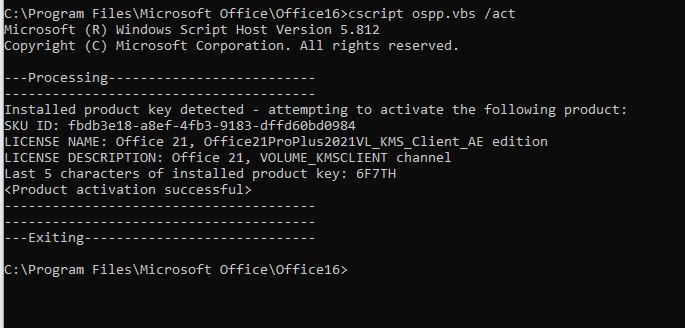 C:\Program Files\Microsoft Office\Office16>cscript ospp.vbs /act
Microsoft (R) Windows Script Host Version 5.812
Copyright (C) Microsoft Corporation. All rights reserved.

---Processing--------------------------
---------------------------------------
Installed product key detected - attempting to activate the following product:
SKU ID: fbdb3e18-a8ef-4fb3-9183-dffd60bd0984
LICENSE NAME: Office 21, Office21ProPlus2021VL_KMS_Client_AE edition
LICENSE DESCRIPTION: Office 21, VOLUME_KMSCLIENT channel
Last 5 characters of installed product key: 6F7TH
<Product activation successful>
---------------------------------------
---------------------------------------
---Exiting-----------------------------

C:\Program Files\Microsoft Office\Office16>